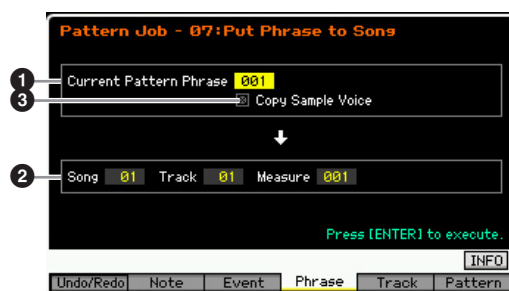 Pattern Job - 07:Put Phrase to Song
1 Current Pattern Phrase 001
3 Copy Sample Voice
2 Song 01 Track 01 Measure 001
Press [ENTER] to execute.
INFO
Undo/Redo Note Event Phrase Track Pattern